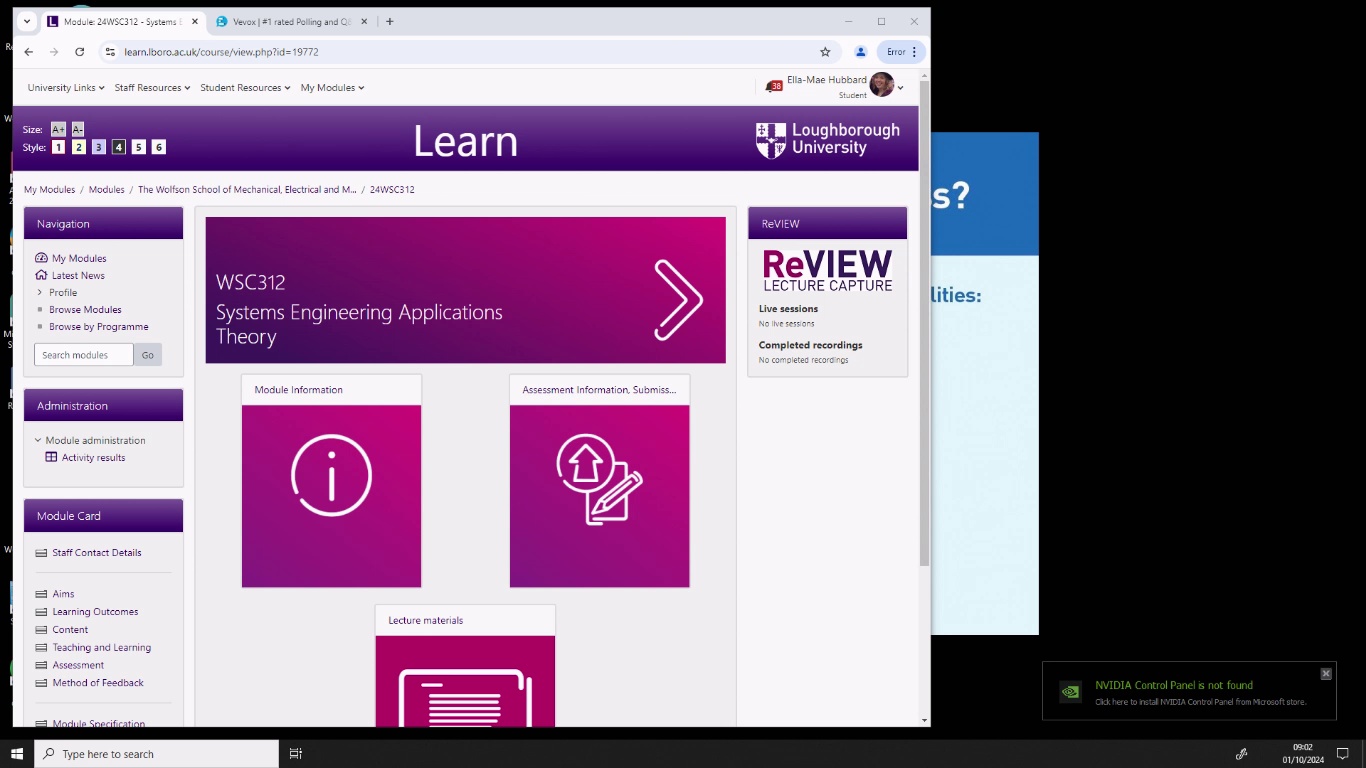 Module: 24WSC312 - Systems E
Vevox | #1 rated Polling and Q&
learn.lboro.ac.uk/course/view.php?id=19772
Error
University Links
Staff Resources
Student Resources
My Modules
38
Ella-Mae Hubbard
Student
Size: A+ A-
Style: 1 2 3 4 5 6
Learn
Loughborough
University
My Modules / Modules / The Wolfson School of Mechanical, Electrical and M... / 24WSC312
Navigation
My Modules
Latest News
Profile
Browse Modules
Browse by Programme
Search modules
Go
Administration
Module administration
Activity results
Module Card
Staff Contact Details
Aims
Learning Outcomes
Content
Teaching and Learning
Assessment
Method of Feedback
Module Specification
WSC312
Systems Engineering Applications
Theory
Module Information
Assessment Information, Submiss...
Lecture materials
ReVIEW
ReVIEW
LECTURE CAPTURE
Live sessions
No live sessions
Completed recordings
No completed recordings
s?
lities:
NVIDIA Control Panel is not found
Click here to install NVIDIA Control Panel from Microsoft store.
Type here to search
09:02
01/10/2024